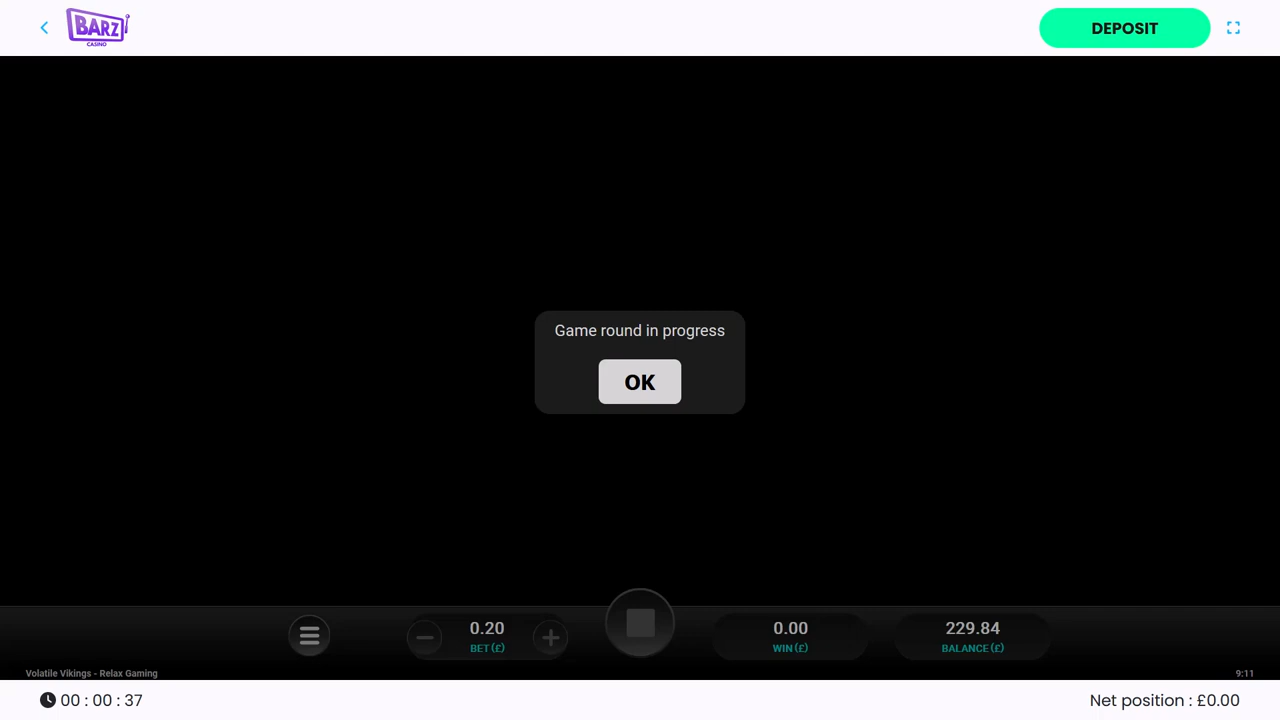 BARZ
CASINO
DEPOSIT
Game round in progress
OK
0.20
BET (£)
0.00
WIN (£)
229.84
BALANCE (£)
Volatile Vikings - Relax Gaming
9:11
00 : 00 : 37
Net position : £0.00